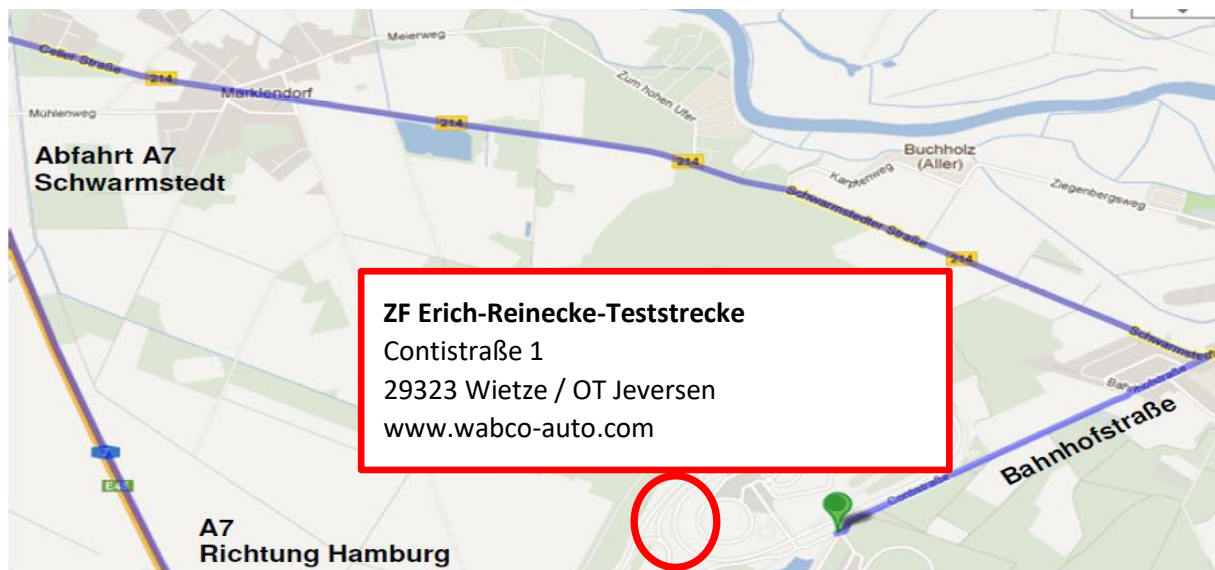 Celler Straße
214
Meierweg
Marklendorf
Mühlenweg
214
Zum hohen Ufer
Abfahrt A7
Schwarmstedt
214
Buchholz
(Aller)
Karpfenweg
Ziegenbergsweg
Schwarmstedter Straße
214
ZF Erich-Reinecke-Teststrecke
Contistraße 1
29323 Wietze / OT Jeversen
www.wabco-auto.com
Schwarmstedt
Bahnhofstraße
Bahnhofstraße
Contistraße
7
E45
A7
Richtung Hamburg